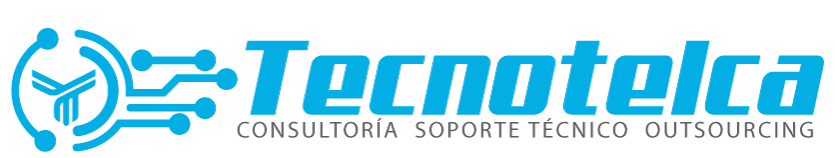 Tecnotelca
CONSULTORÍA SOPORTE TÉCNICO OUTSOURCING